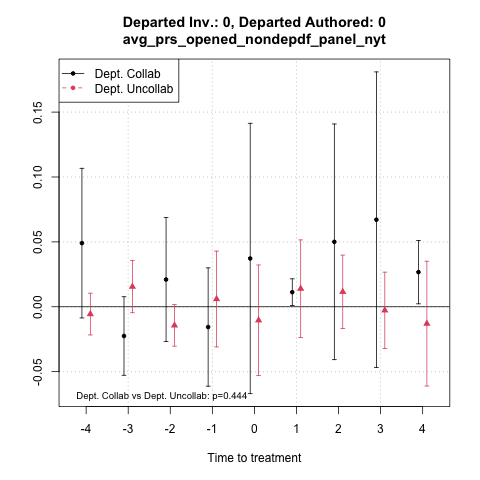 Departed Inv.: 0, Departed Authored: 0
avg_prs_opened_nondepdf_panel_nyt
Dept. Collab
Dept. Uncollab
0.15
0.10
0.05
0.00
-0.05
Dept. Collab vs Dept. Uncollab: p=0.444
-4 -3 -2 -1 0 1 2 3 4
Time to treatment